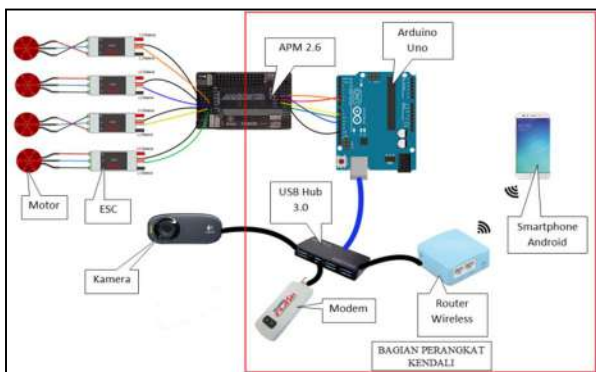 APM 2.6
Arduino
Uno
Motor
ESC
USB Hub
3.0
Kamera
Modem
Router
Wireless
Smartphone
Android
BAGIAN PERANGKAT
KENDALI